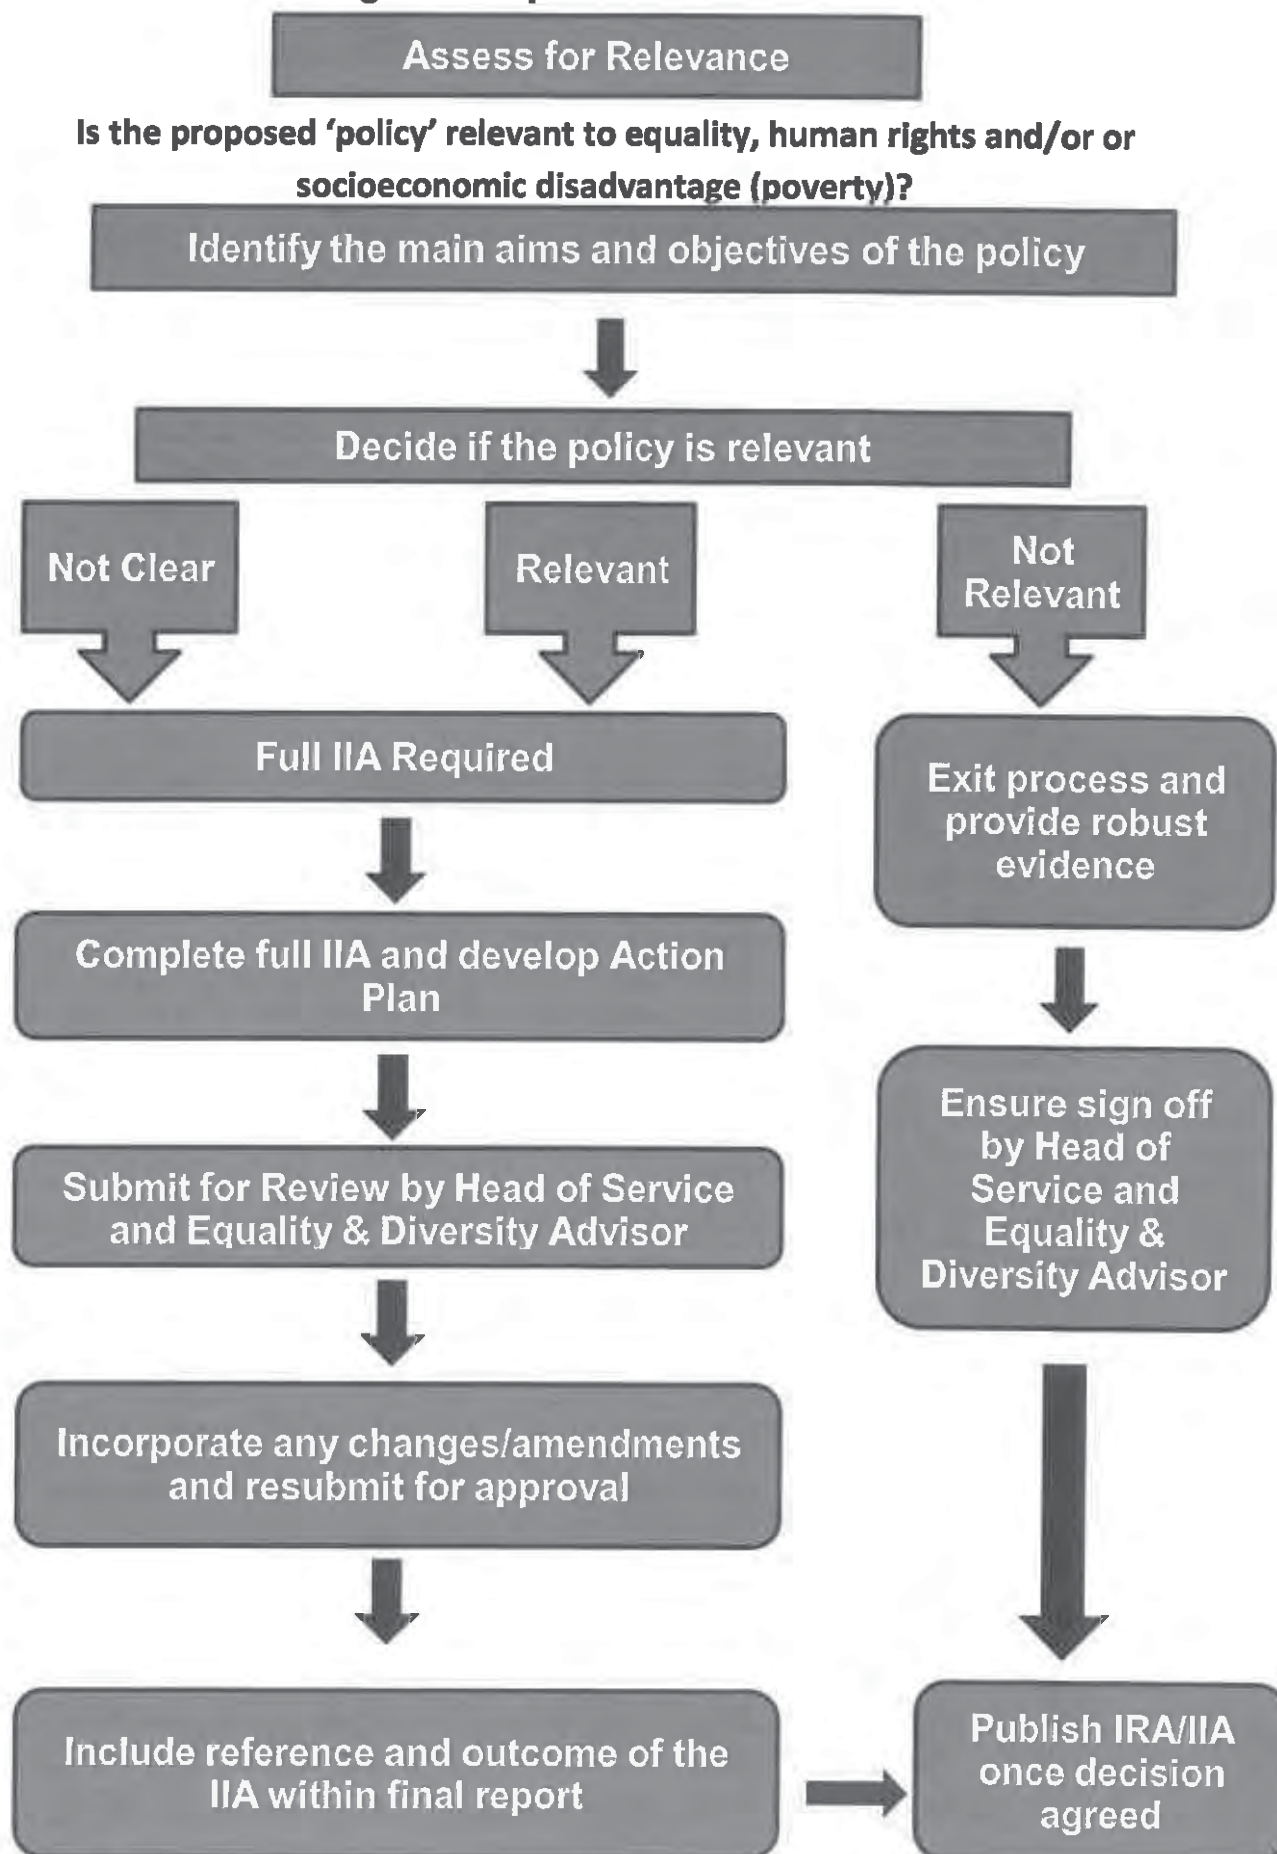 Assess for Relevance
Is the proposed ‘policy’ relevant to equality, human rights and/or or
socioeconomic disadvantage (poverty)?
Identify the main aims and objectives of the policy
Decide if the policy is relevant
Not Clear
Relevant
Not
Relevant
Full IIA Required
Exit process and
provide robust
evidence
Complete full IIA and develop Action
Plan
Ensure sign off
by Head of
Service and
Equality &
Diversity Advisor
Submit for Review by Head of Service
and Equality & Diversity Advisor
Incorporate any changes/amendments
and resubmit for approval
Include reference and outcome of the
IIA within final report
Publish IRA/IIA
once decision
agreed